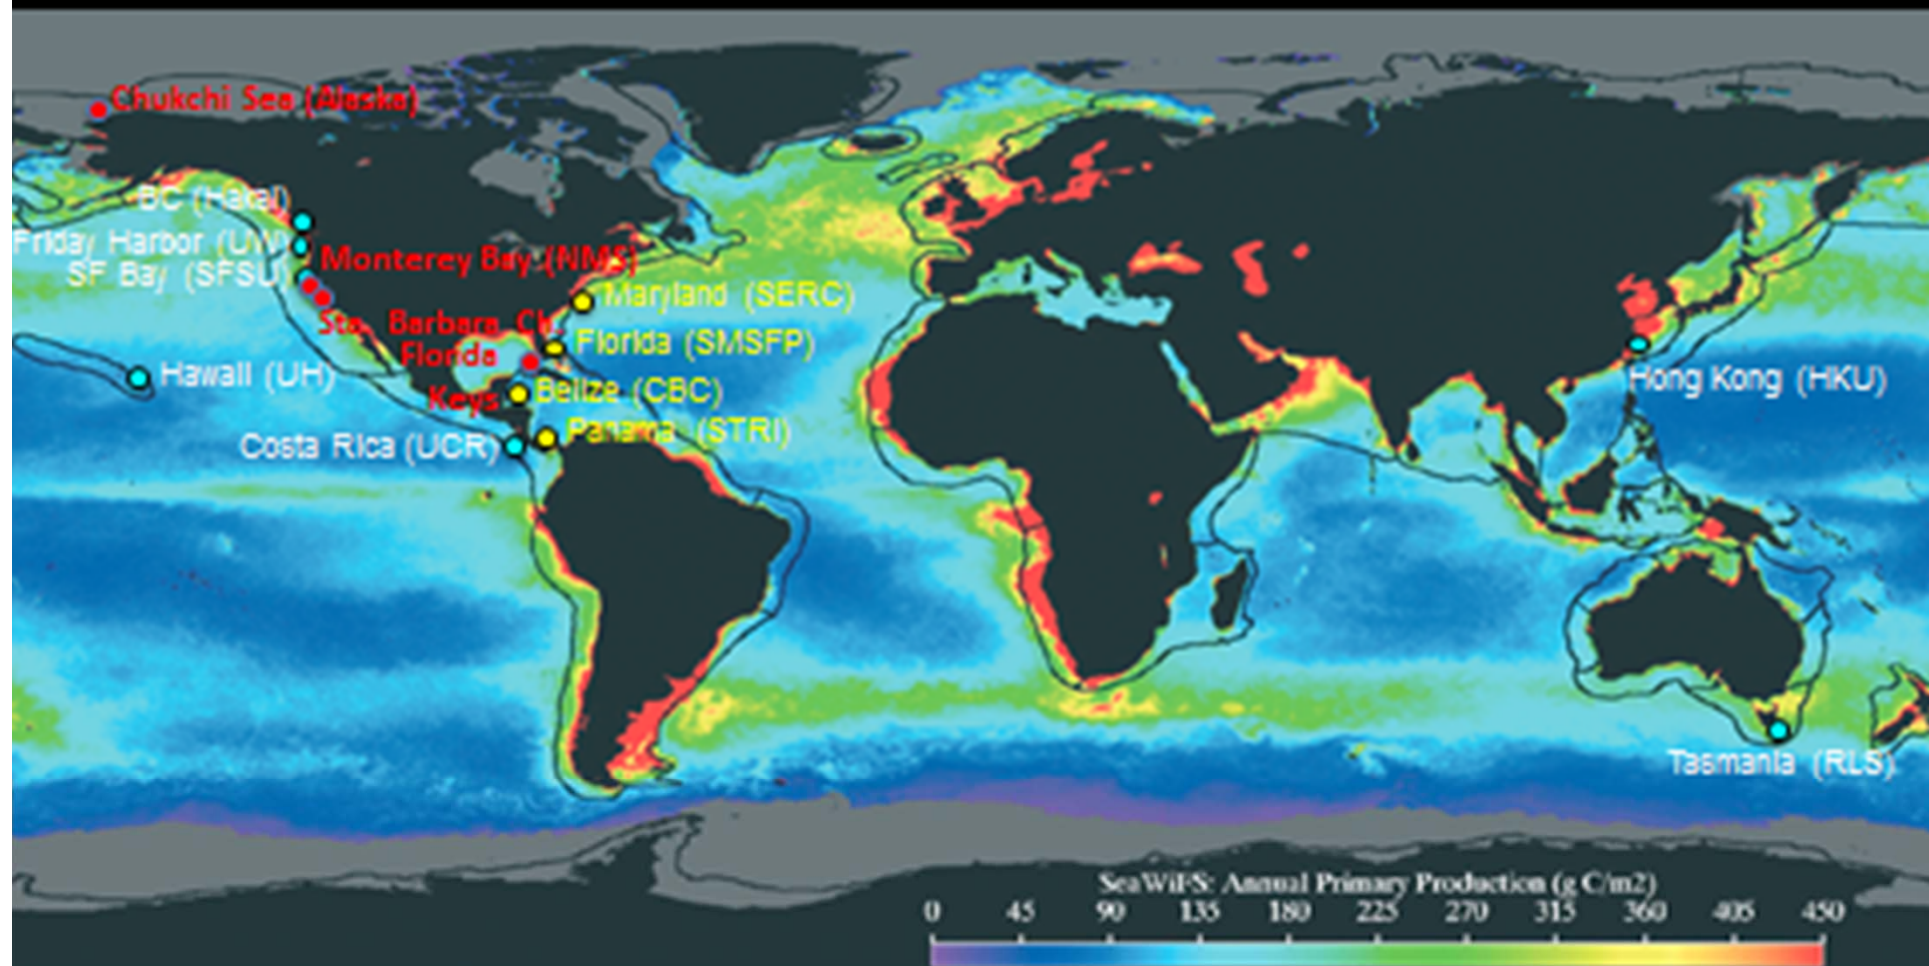 Chukchi Sea (Alaska)
BC (Hakai)
Friday Harbor (UW)
Monterey Bay (NMS)
SF Bay (SFSU)
Maryland (SERC)
Sta. Barbara Ch.
Florida (SMSFP)
Florida
Keys
Hawaii (UH)
Belize (CBC)
Hong Kong (HKU)
Panama (STRI)
Costa Rica (UCR)
Tasmania (RLS)
SeaWiFS: Annual Primary Production (g C/m2)
0 45 90 135 180 225 270 315 360 405 450